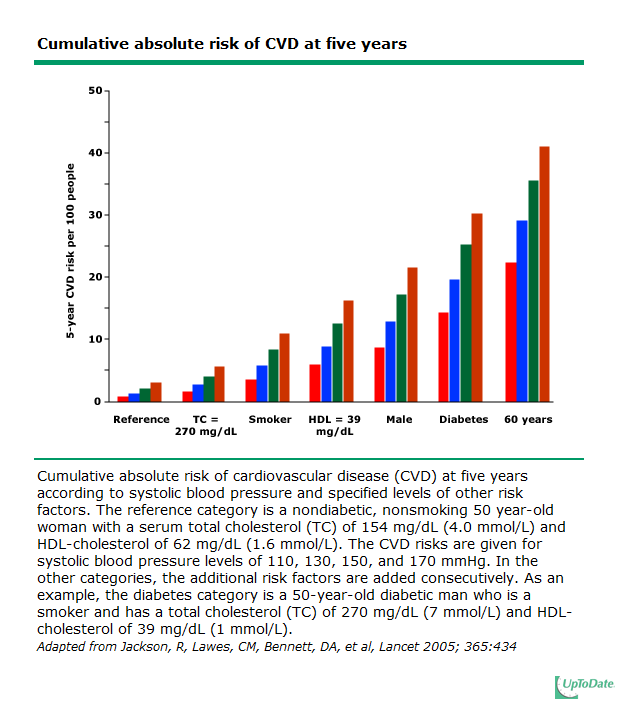 Cumulative absolute risk of CVD at five years
50
40
30
20
10
0
5-year CVD risk per 100 people
Reference
TC =
270 mg/dL
Smoker
HDL = 39
mg/dL
Male
Diabetes
60 years
Cumulative absolute risk of cardiovascular disease (CVD) at five years
according to systolic blood pressure and specified levels of other risk
factors. The reference category is a nondiabetic, nonsmoking 50 year-old
woman with a serum total cholesterol (TC) of 154 mg/dL (4.0 mmol/L) and
HDL-cholesterol of 62 mg/dL (1.6 mmol/L). The CVD risks are given for
systolic blood pressure levels of 110, 130, 150, and 170 mmHg. In the
other categories, the additional risk factors are added consecutively. As an
example, the diabetes category is a 50-year-old diabetic man who is a
smoker and has a total cholesterol (TC) of 270 mg/dL (7 mmol/L) and HDL-
cholesterol of 39 mg/dL (1 mmol/L).
Adapted from Jackson, R, Lawes, CM, Bennett, DA, et al, Lancet 2005; 365:434
UpToDate